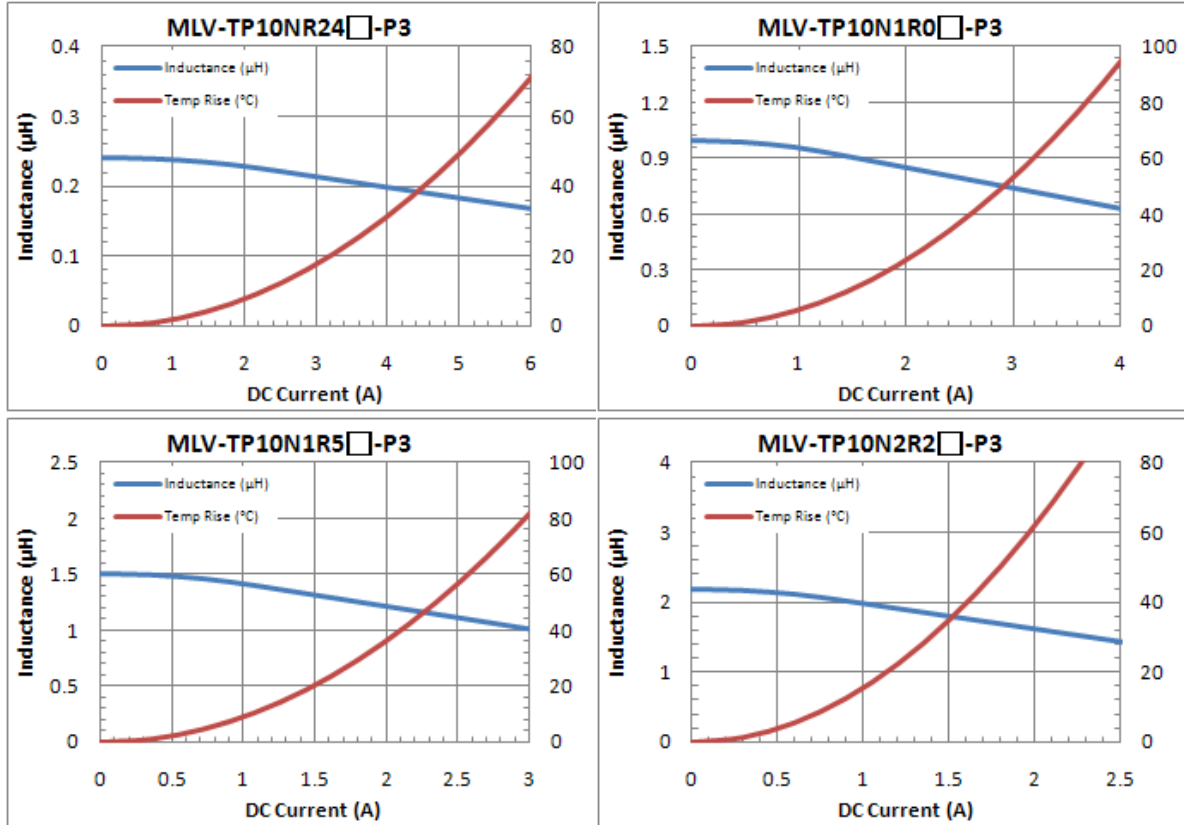 MLV-TP10NR24□-P3
Inductance (µH)
Temp Rise (°C)
Inductance (µH)
0.4
0.3
0.2
0.1
0
80
60
40
20
0
0 1 2 3 4 5 6
DC Current (A)
MLV-TP10N1R0□-P3
Inductance (µH)
Temp Rise (°C)
Inductance (µH)
1.5
1.2
0.9
0.6
0.3
0
100
80
60
40
20
0
0 1 2 3 4
DC Current (A)
MLV-TP10N1R5□-P3
Inductance (µH)
Temp Rise (°C)
Inductance (µH)
2.5
2
1.5
1
0.5
0
100
80
60
40
20
0
0 0.5 1 1.5 2 2.5 3
DC Current (A)
MLV-TP10N2R2□-P3
Inductance (µH)
Temp Rise (°C)
Inductance (µH)
4
3
2
1
0
80
60
40
20
0
0 0.5 1 1.5 2 2.5
DC Current (A)